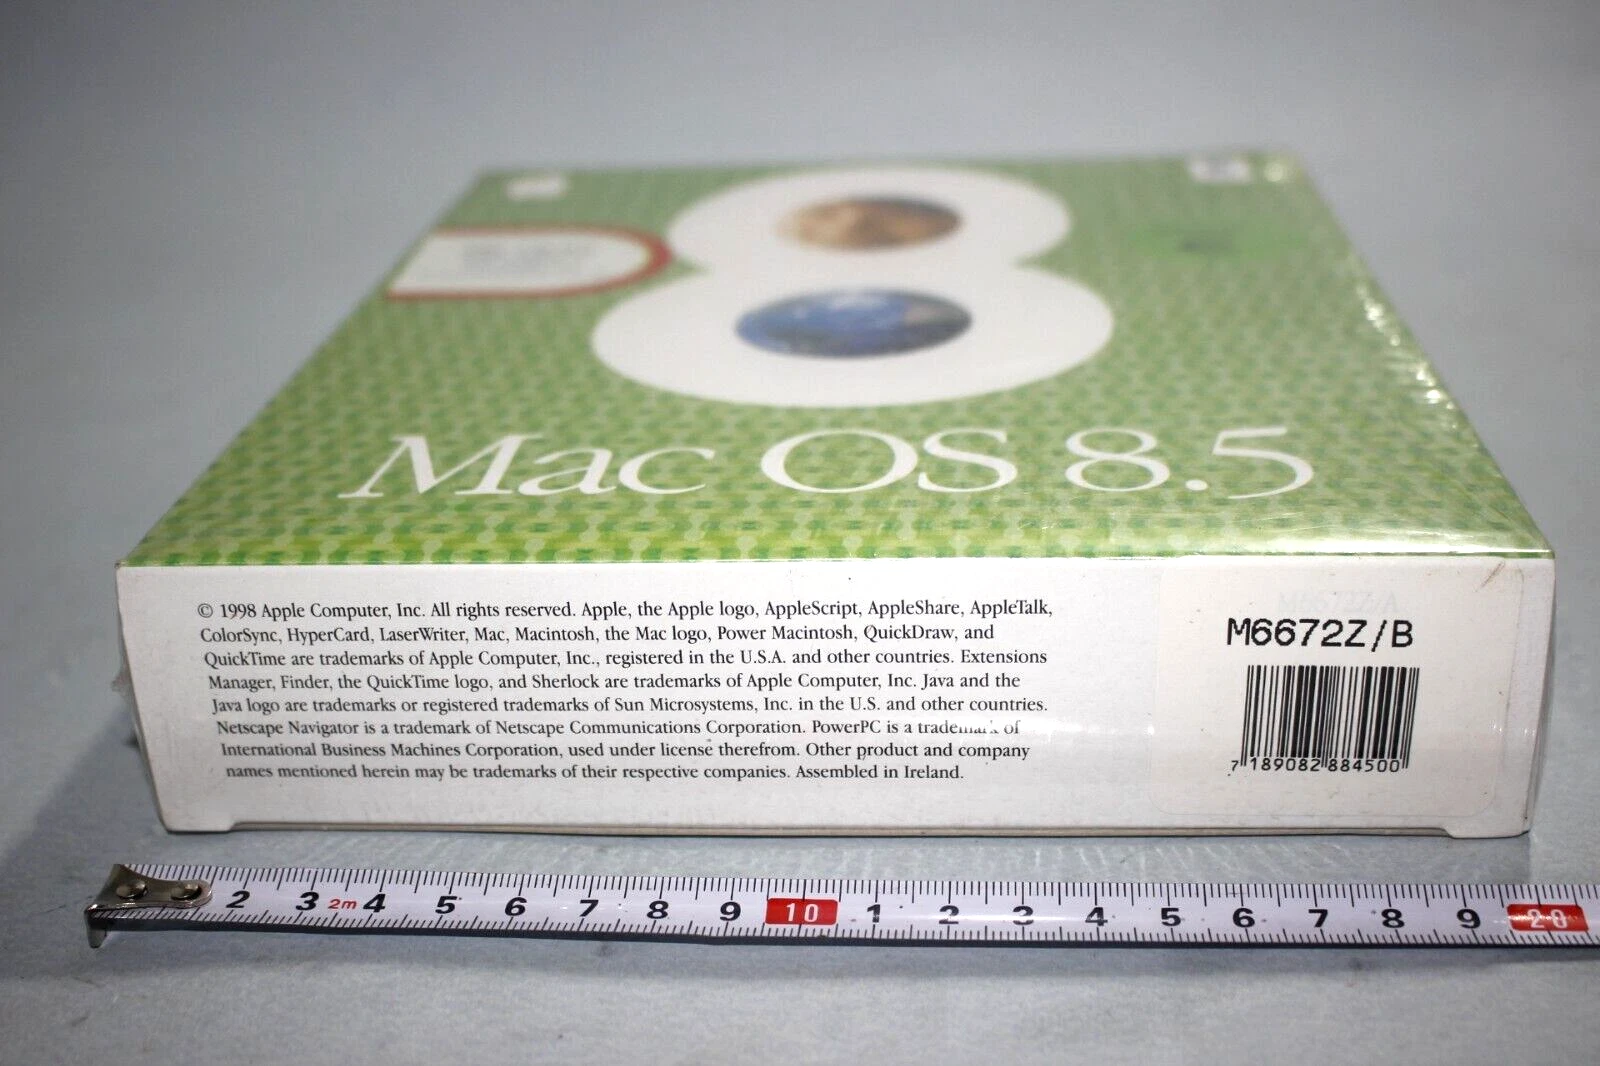 Mac OS 8.5
© 1998 Apple Computer, Inc. All rights reserved. Apple, the Apple logo, AppleScript, AppleShare, AppleTalk,
ColorSync, HyperCard, LaserWriter, Mac, Macintosh, the Mac logo, Power Macintosh, QuickDraw, and
QuickTime are trademarks of Apple Computer, Inc., registered in the U.S.A. and other countries. Extensions
Manager, Finder, the QuickTime logo, and Sherlock are trademarks of Apple Computer, Inc. Java and the
Java logo are trademarks or registered trademarks of Sun Microsystems, Inc. in the U.S. and other countries.
Netscape Navigator is a trademark of Netscape Communications Corporation. PowerPC is a trademark of
International Business Machines Corporation, used under license therefrom. Other product and company
names mentioned herein may be trademarks of their respective companies. Assembled in Ireland.
M6672Z/A
M6672Z/B
7 189082 884500
2 3 2m 4 5 6 7 8 9 10 1 2 3 4 5 6 7 8 9 20